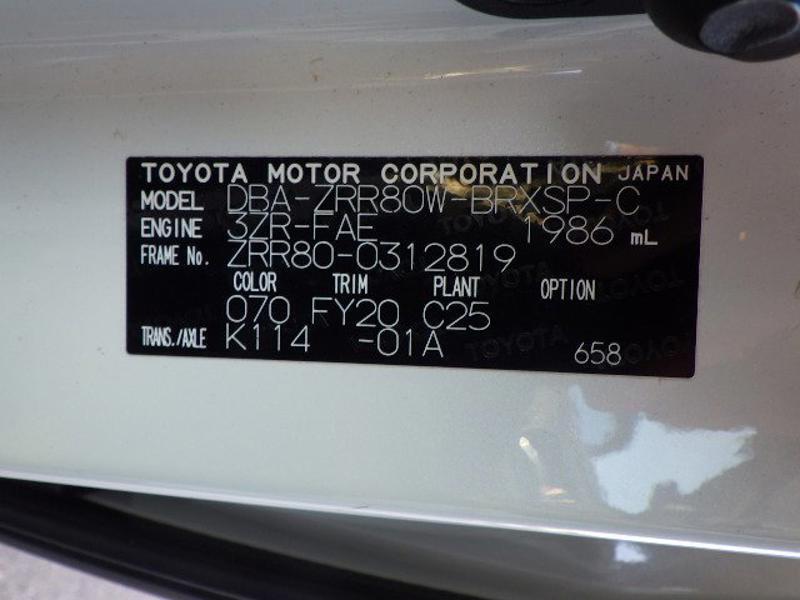 TOYOTA MOTOR CORPORATION JAPAN
MODEL DBA-ZRR80W-BRXSP-C
ENGINE 3ZR-FAE 1986 mL
FRAME No. ZRR80-0312819
COLOR TRIM PLANT OPTION
070 FY20 C25
TRANS./AXLE K114 -01A 658